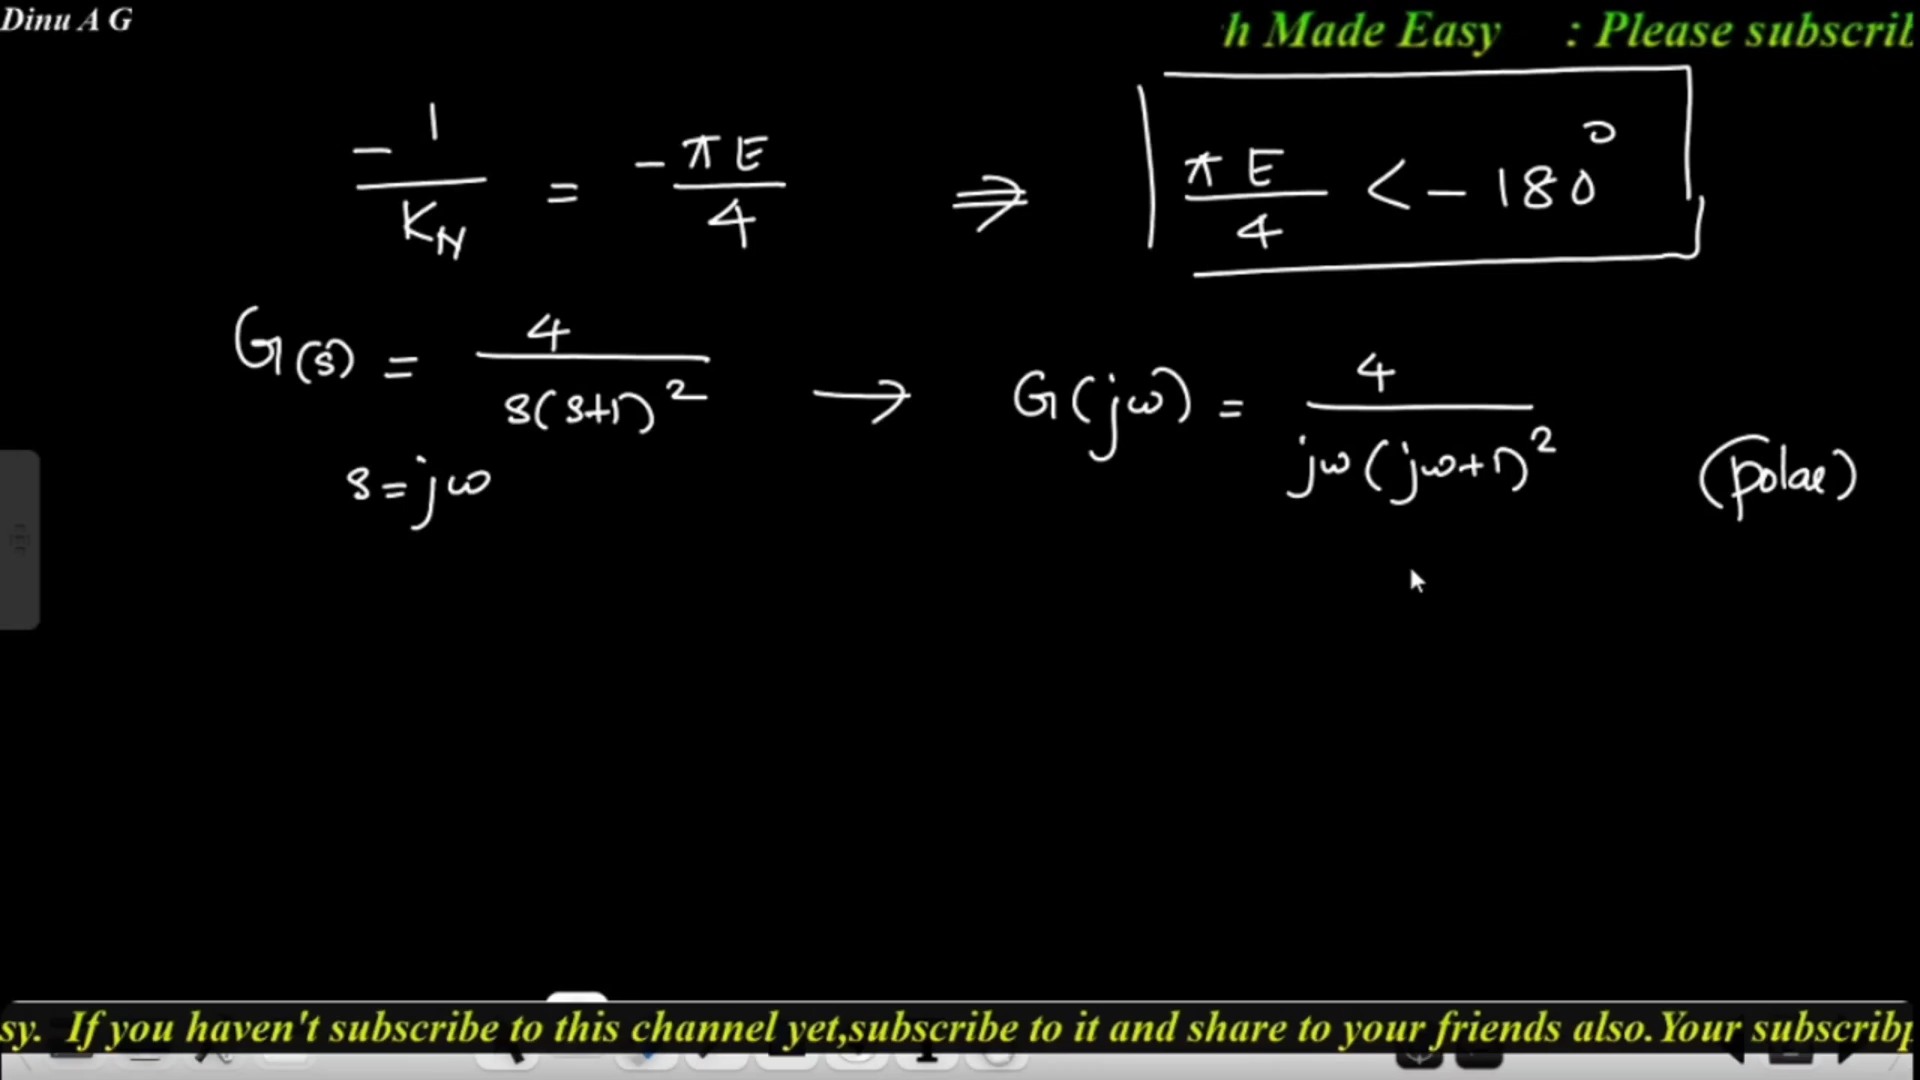 Dinu A G
h Made Easy : Please subscrib
-1/K_N = -πE/4 ⇒ πE/4 < -180°
G(s) = 4/s(s+1)² → G(jω) = 4/jω(jω+1)² (polar)
s=jω
sy. If you haven't subscribe to this channel yet,subscribe to it and share to your friends also.Your subscribp